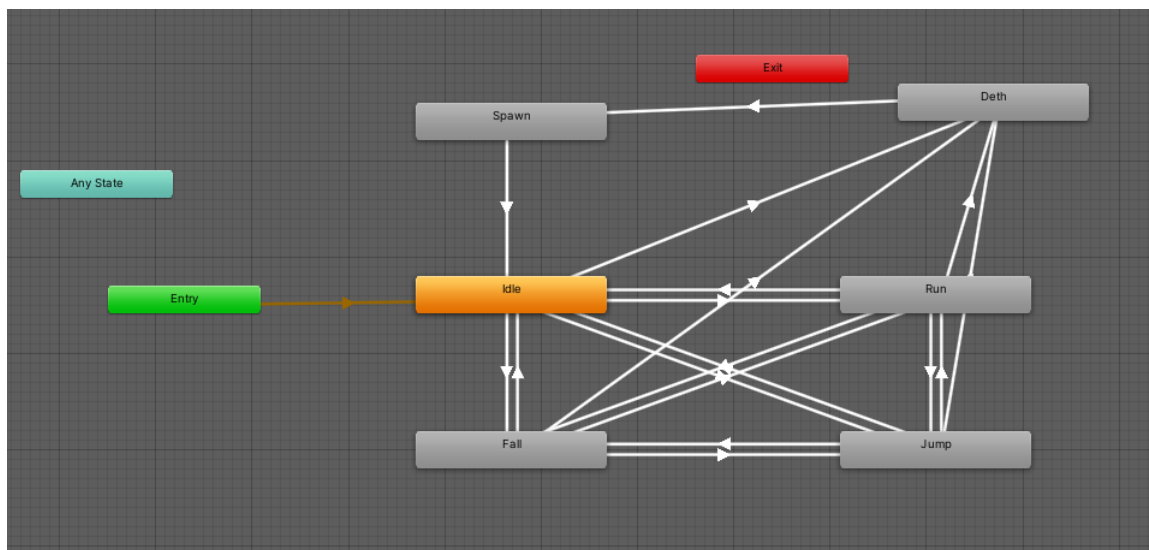 Exit
Deth
Spawn
Any State
Entry
Idle
Run
Fall
Jump